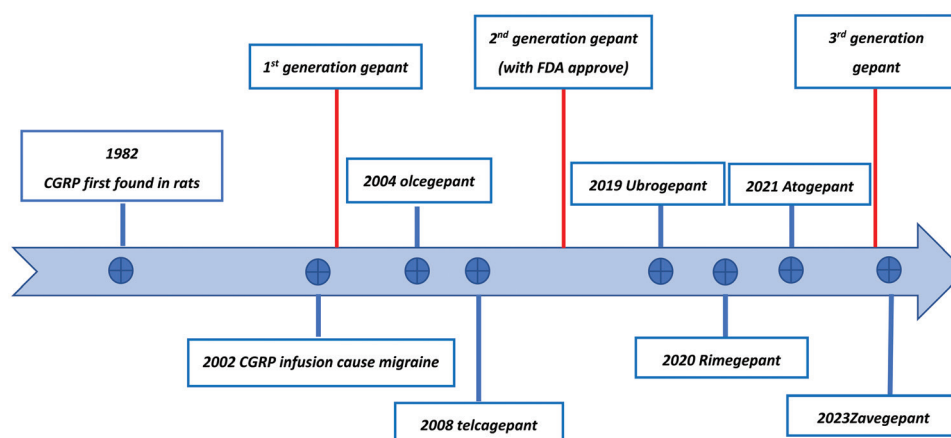 1st generation gepant
2nd generation gepant
(with FDA approve)
3rd generation
gepant
1982
CGRP first found in rats
2004 olcegepant
2019 Ubrogepant
2021 Atogepant
2002 CGRP infusion cause migraine
2020 Rimegepant
2008 telcagepant
2023Zavegepant